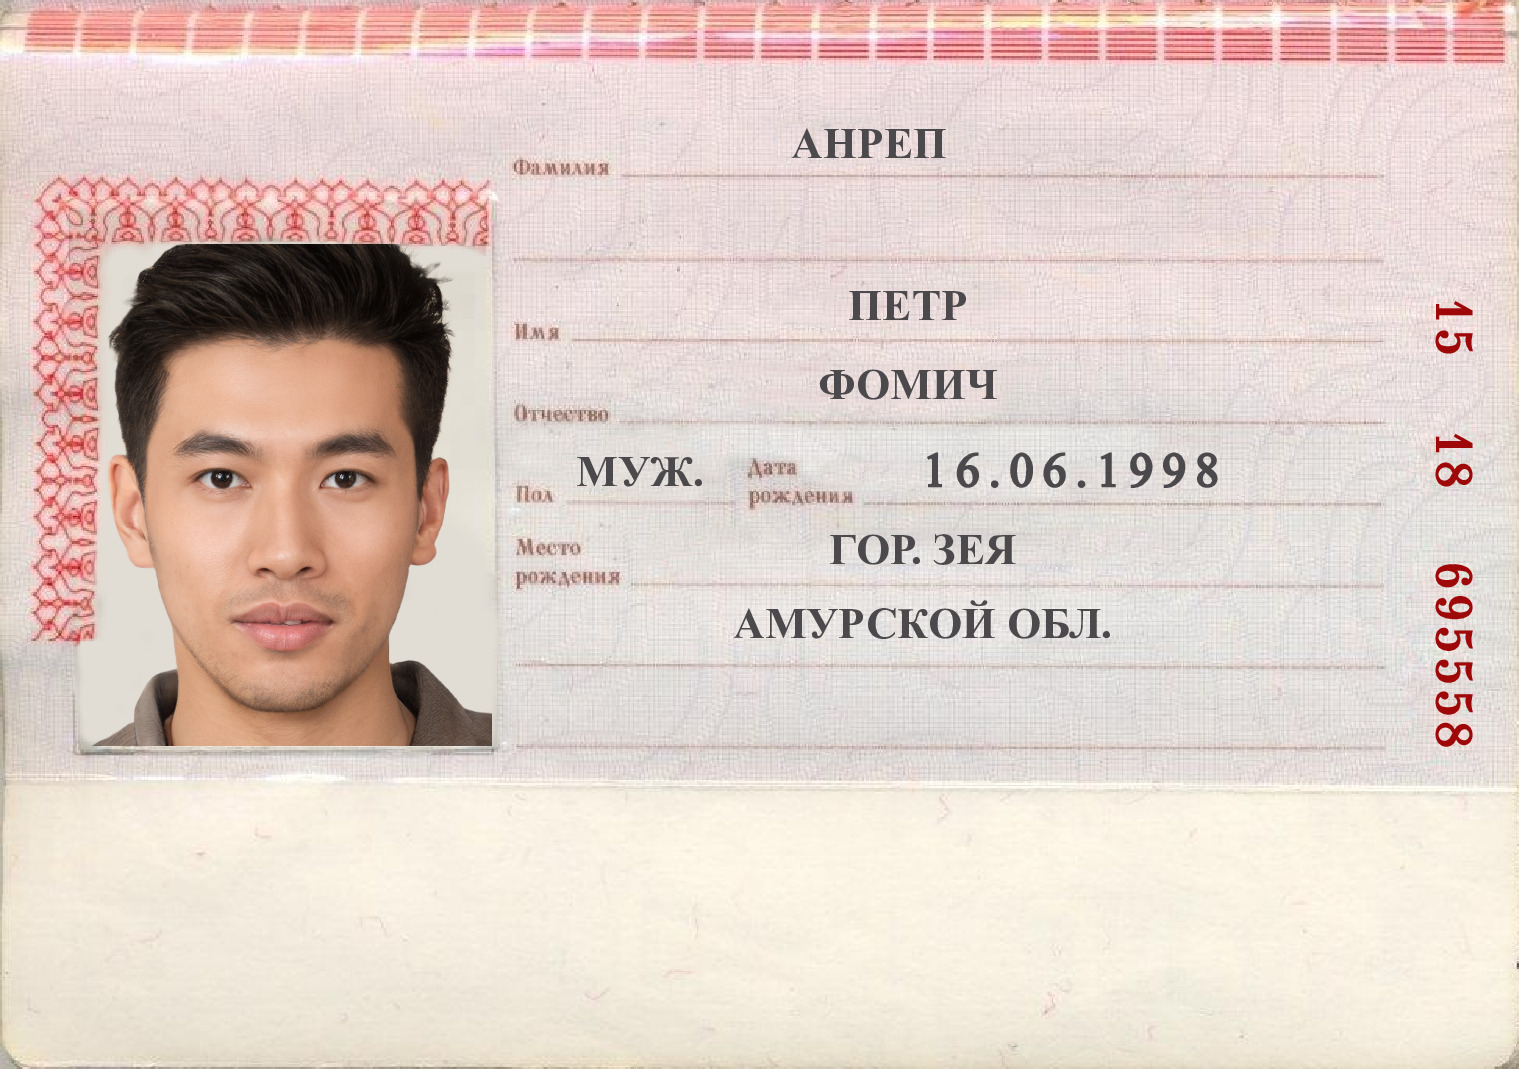 АНРЕП
Фамилия
ПЕТР
Имя
ФОМИЧ
Отчество
Пол МУЖ. Дата рождения 16.06.1998
Место рождения ГОР. ЗЕЯ
АМУРСКОЙ ОБЛ.
15 18 695558